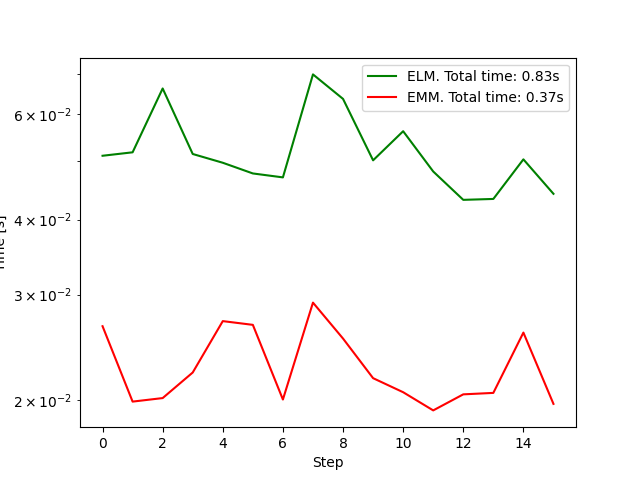 ELM. Total time: 0.83s
EMM. Total time: 0.37s
6 × 10⁻²
4 × 10⁻²
3 × 10⁻²
2 × 10⁻²
0 2 4 6 8 10 12 14
Step